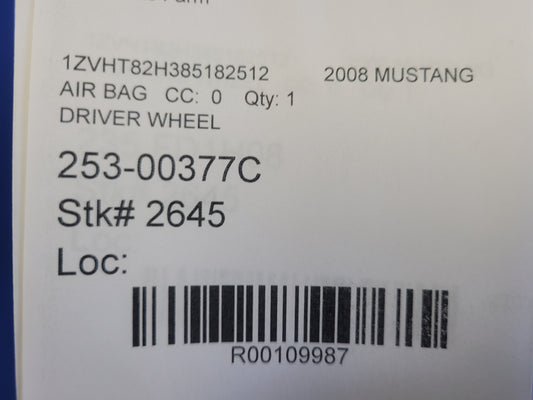 1ZVHT82H385182512 2008 MUSTANG
AIR BAG CC: 0 Qty: 1
DRIVER WHEEL
253-00377C
Stk# 2645
Loc:
R00109987